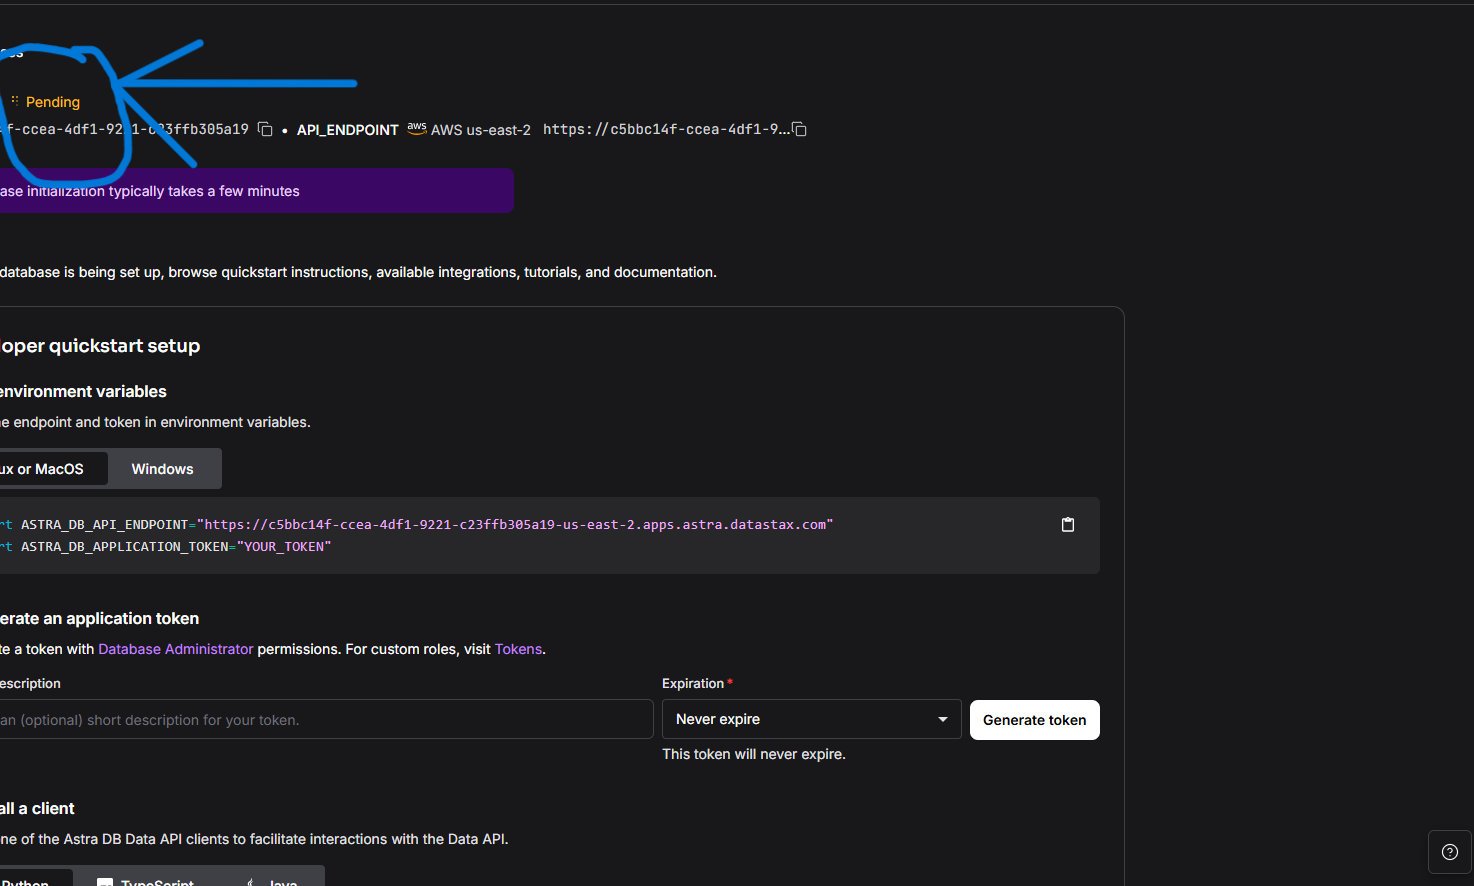 Pending
f-ccea-4df1-9221-c23ffb305a19 • API_ENDPOINT aws AWS us-east-2 https://c5bbc14f-ccea-4df1-9...
ase initialization typically takes a few minutes
database is being set up, browse quickstart instructions, available integrations, tutorials, and documentation.
oper quickstart setup
environment variables
e endpoint and token in environment variables.
ux or MacOS Windows
rt ASTRA_DB_API_ENDPOINT="https://c5bbc14f-ccea-4df1-9221-c23ffb305a19-us-east-2.apps.astra.datastax.com"
rt ASTRA_DB_APPLICATION_TOKEN="YOUR_TOKEN"
erate an application token
te a token with Database Administrator permissions. For custom roles, visit Tokens.
escription Expiration *
an (optional) short description for your token. Never expire Generate token
This token will never expire.
all a client
ne of the Astra DB Data API clients to facilitate interactions with the Data API.
Python TypeScript Java